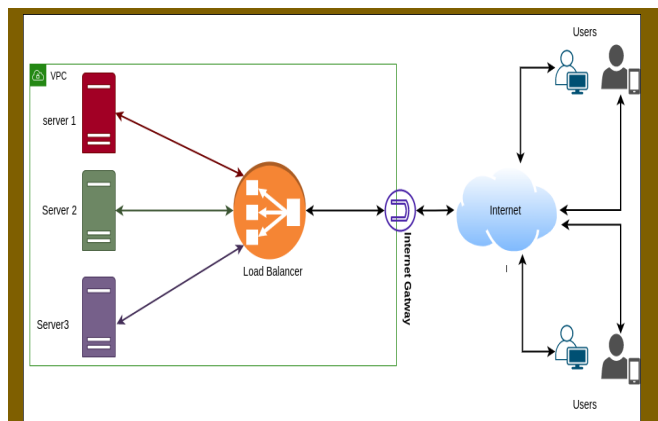 Users
VPC
server 1
Server 2
Server3
Load Balancer
Internet Gatway
Internet
I
Users